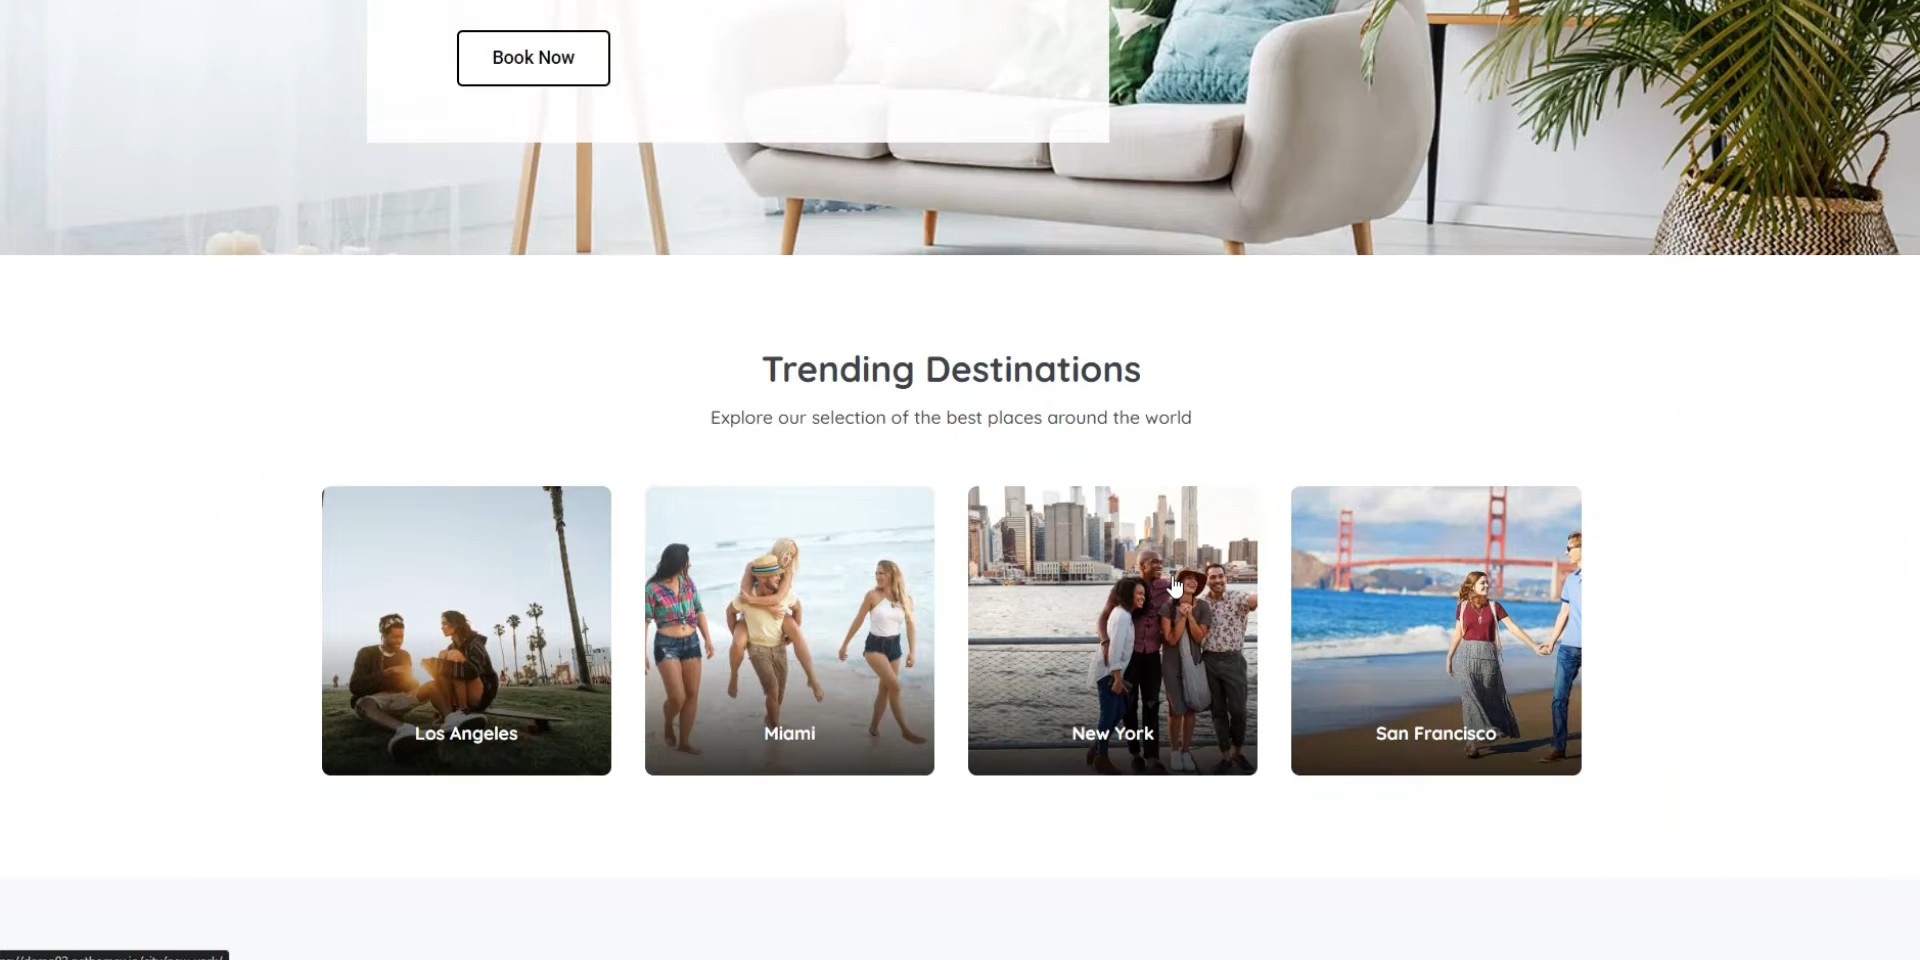 Book Now
Trending Destinations
Explore our selection of the best places around the world
Los Angeles
Miami
New York
San Francisco